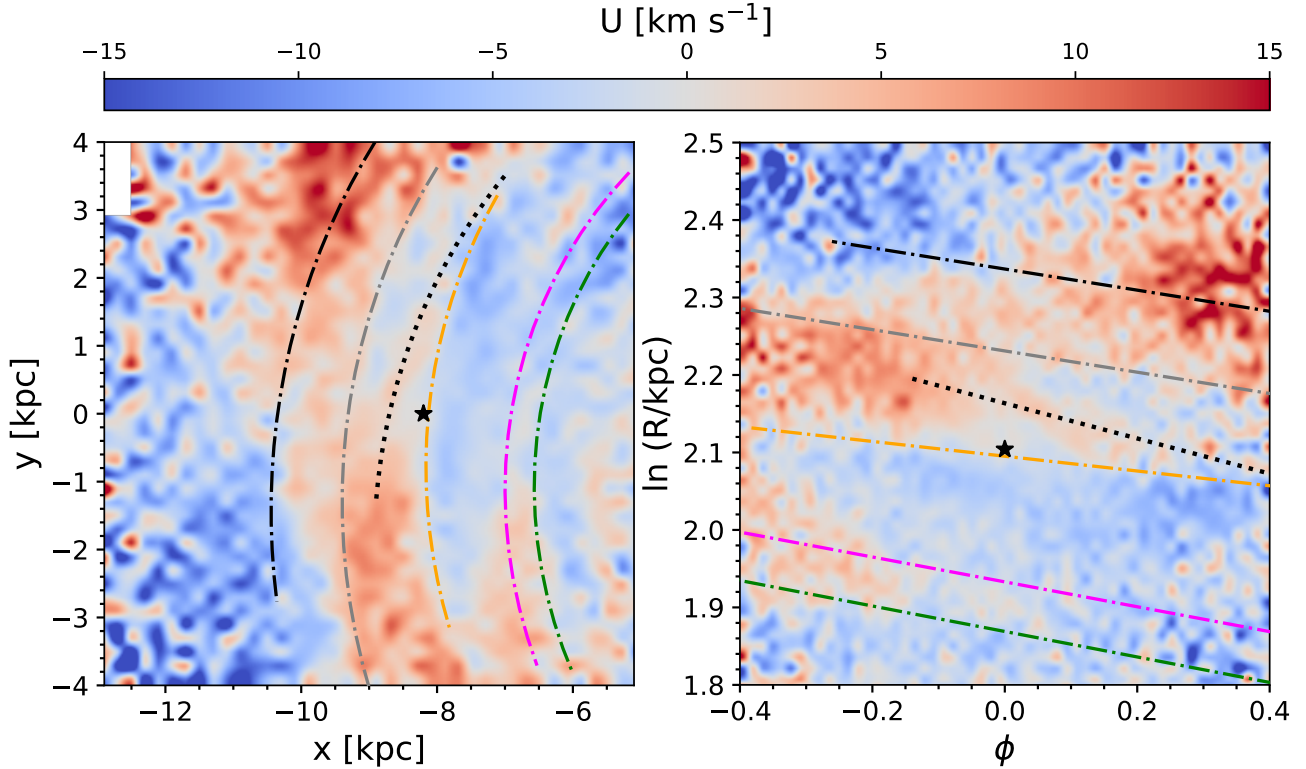 U [km s⁻¹]
−15 −10 −5 0 5 10 15
4 3 2 1 0 −1 −2 −3 −4
y [kpc]
−12 −10 −8 −6
x [kpc]
2.5 2.4 2.3 2.2 2.1 2.0 1.9 1.8
ln (R/kpc)
−0.4 −0.2 0.0 0.2 0.4
ϕ